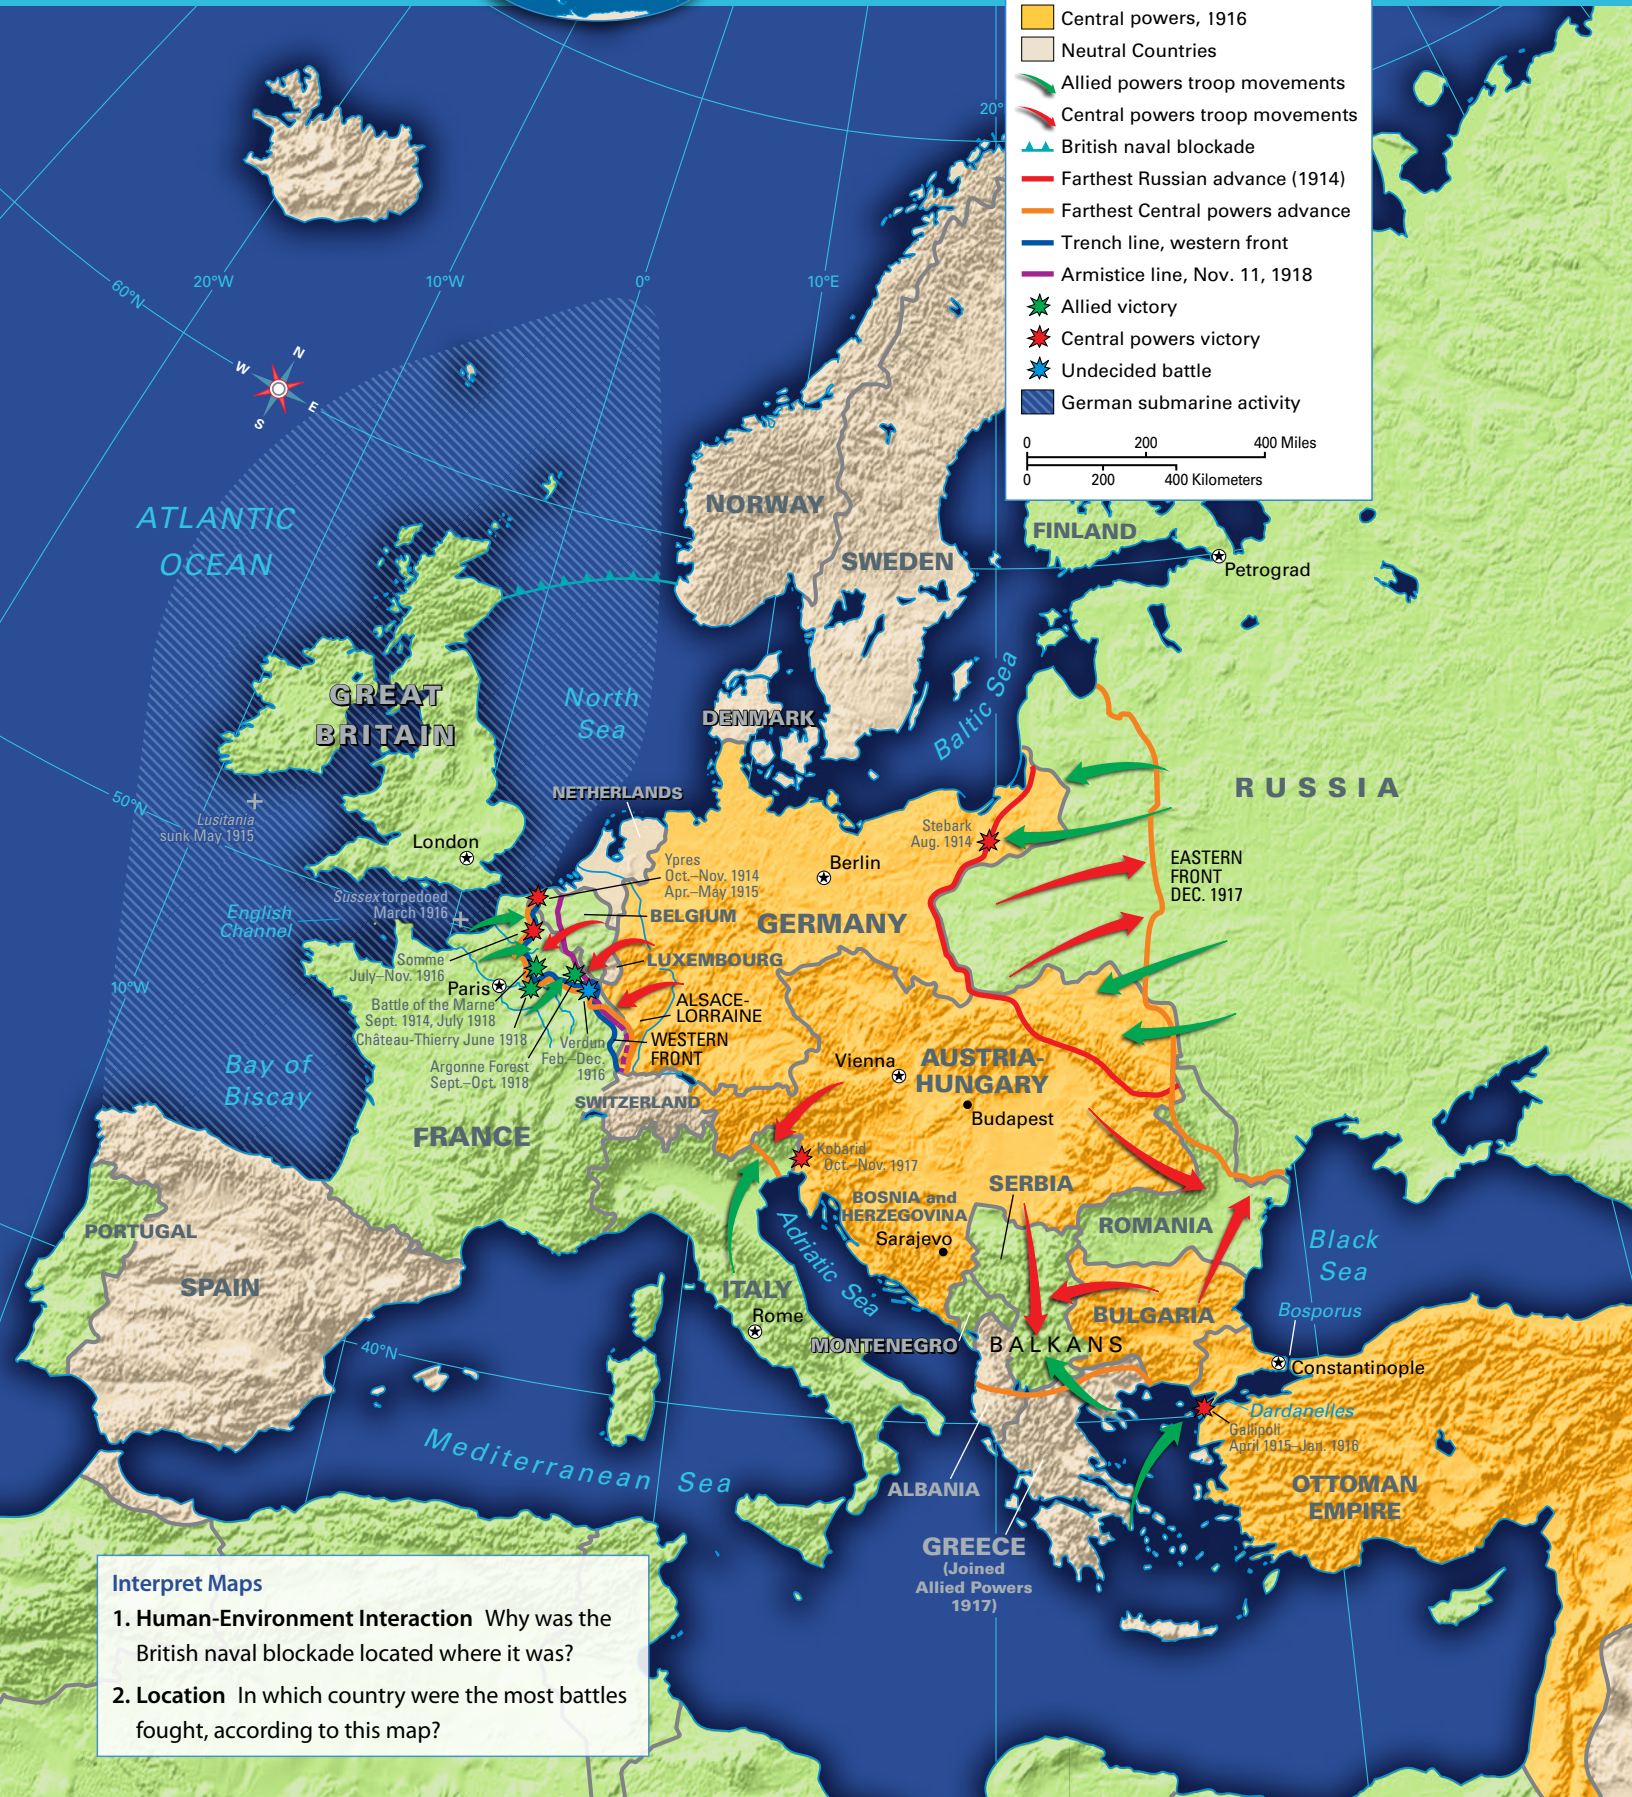 Central powers, 1916
Neutral Countries
Allied powers troop movements
Central powers troop movements
British naval blockade
Farthest Russian advance (1914)
Farthest Central powers advance
Trench line, western front
Armistice line, Nov. 11, 1918
Allied victory
Central powers victory
Undecided battle
German submarine activity
0 200 400 Miles
0 200 400 Kilometers
20°
60°N
20°W
10°W
0°
10°E
N
W
E
S
ATLANTIC
OCEAN
NORWAY
SWEDEN
FINLAND
Petrograd
GREAT
BRITAIN
North
Sea
DENMARK
Baltic Sea
RUSSIA
NETHERLANDS
50°N
Lusitania
sunk May 1915
London
Stebark
Aug. 1914
Berlin
EASTERN
FRONT
DEC. 1917
Ypres
Oct.–Nov. 1914
Apr.–May 1915
Sussex torpedoed
March 1916
English
Channel
BELGIUM
GERMANY
Somme
July–Nov. 1916
LUXEMBOURG
Paris
10°W
Battle of the Marne
Sept. 1914, July 1918
ALSACE-
LORRAINE
Château-Thierry June 1918
Verdun
Feb.–Dec.
1916
WESTERN
FRONT
Argonne Forest
Sept.–Oct. 1918
Bay of
Biscay
Vienna
AUSTRIA-
HUNGARY
Budapest
SWITZERLAND
FRANCE
Kobarid
Oct.–Nov. 1917
SERBIA
BOSNIA and
HERZEGOVINA
Sarajevo
ROMANIA
PORTUGAL
SPAIN
Adriatic Sea
Black
Sea
ITALY
Rome
BULGARIA
Bosporus
MONTENEGRO
BALKANS
40°N
Constantinople
Dardanelles
Gallipoli
April 1915–Jan. 1916
Mediterranean Sea
ALBANIA
OTTOMAN
EMPIRE
GREECE
(Joined
Allied Powers
1917)
Interpret Maps
1. Human-Environment Interaction Why was the
British naval blockade located where it was?
2. Location In which country were the most battles
fought, according to this map?